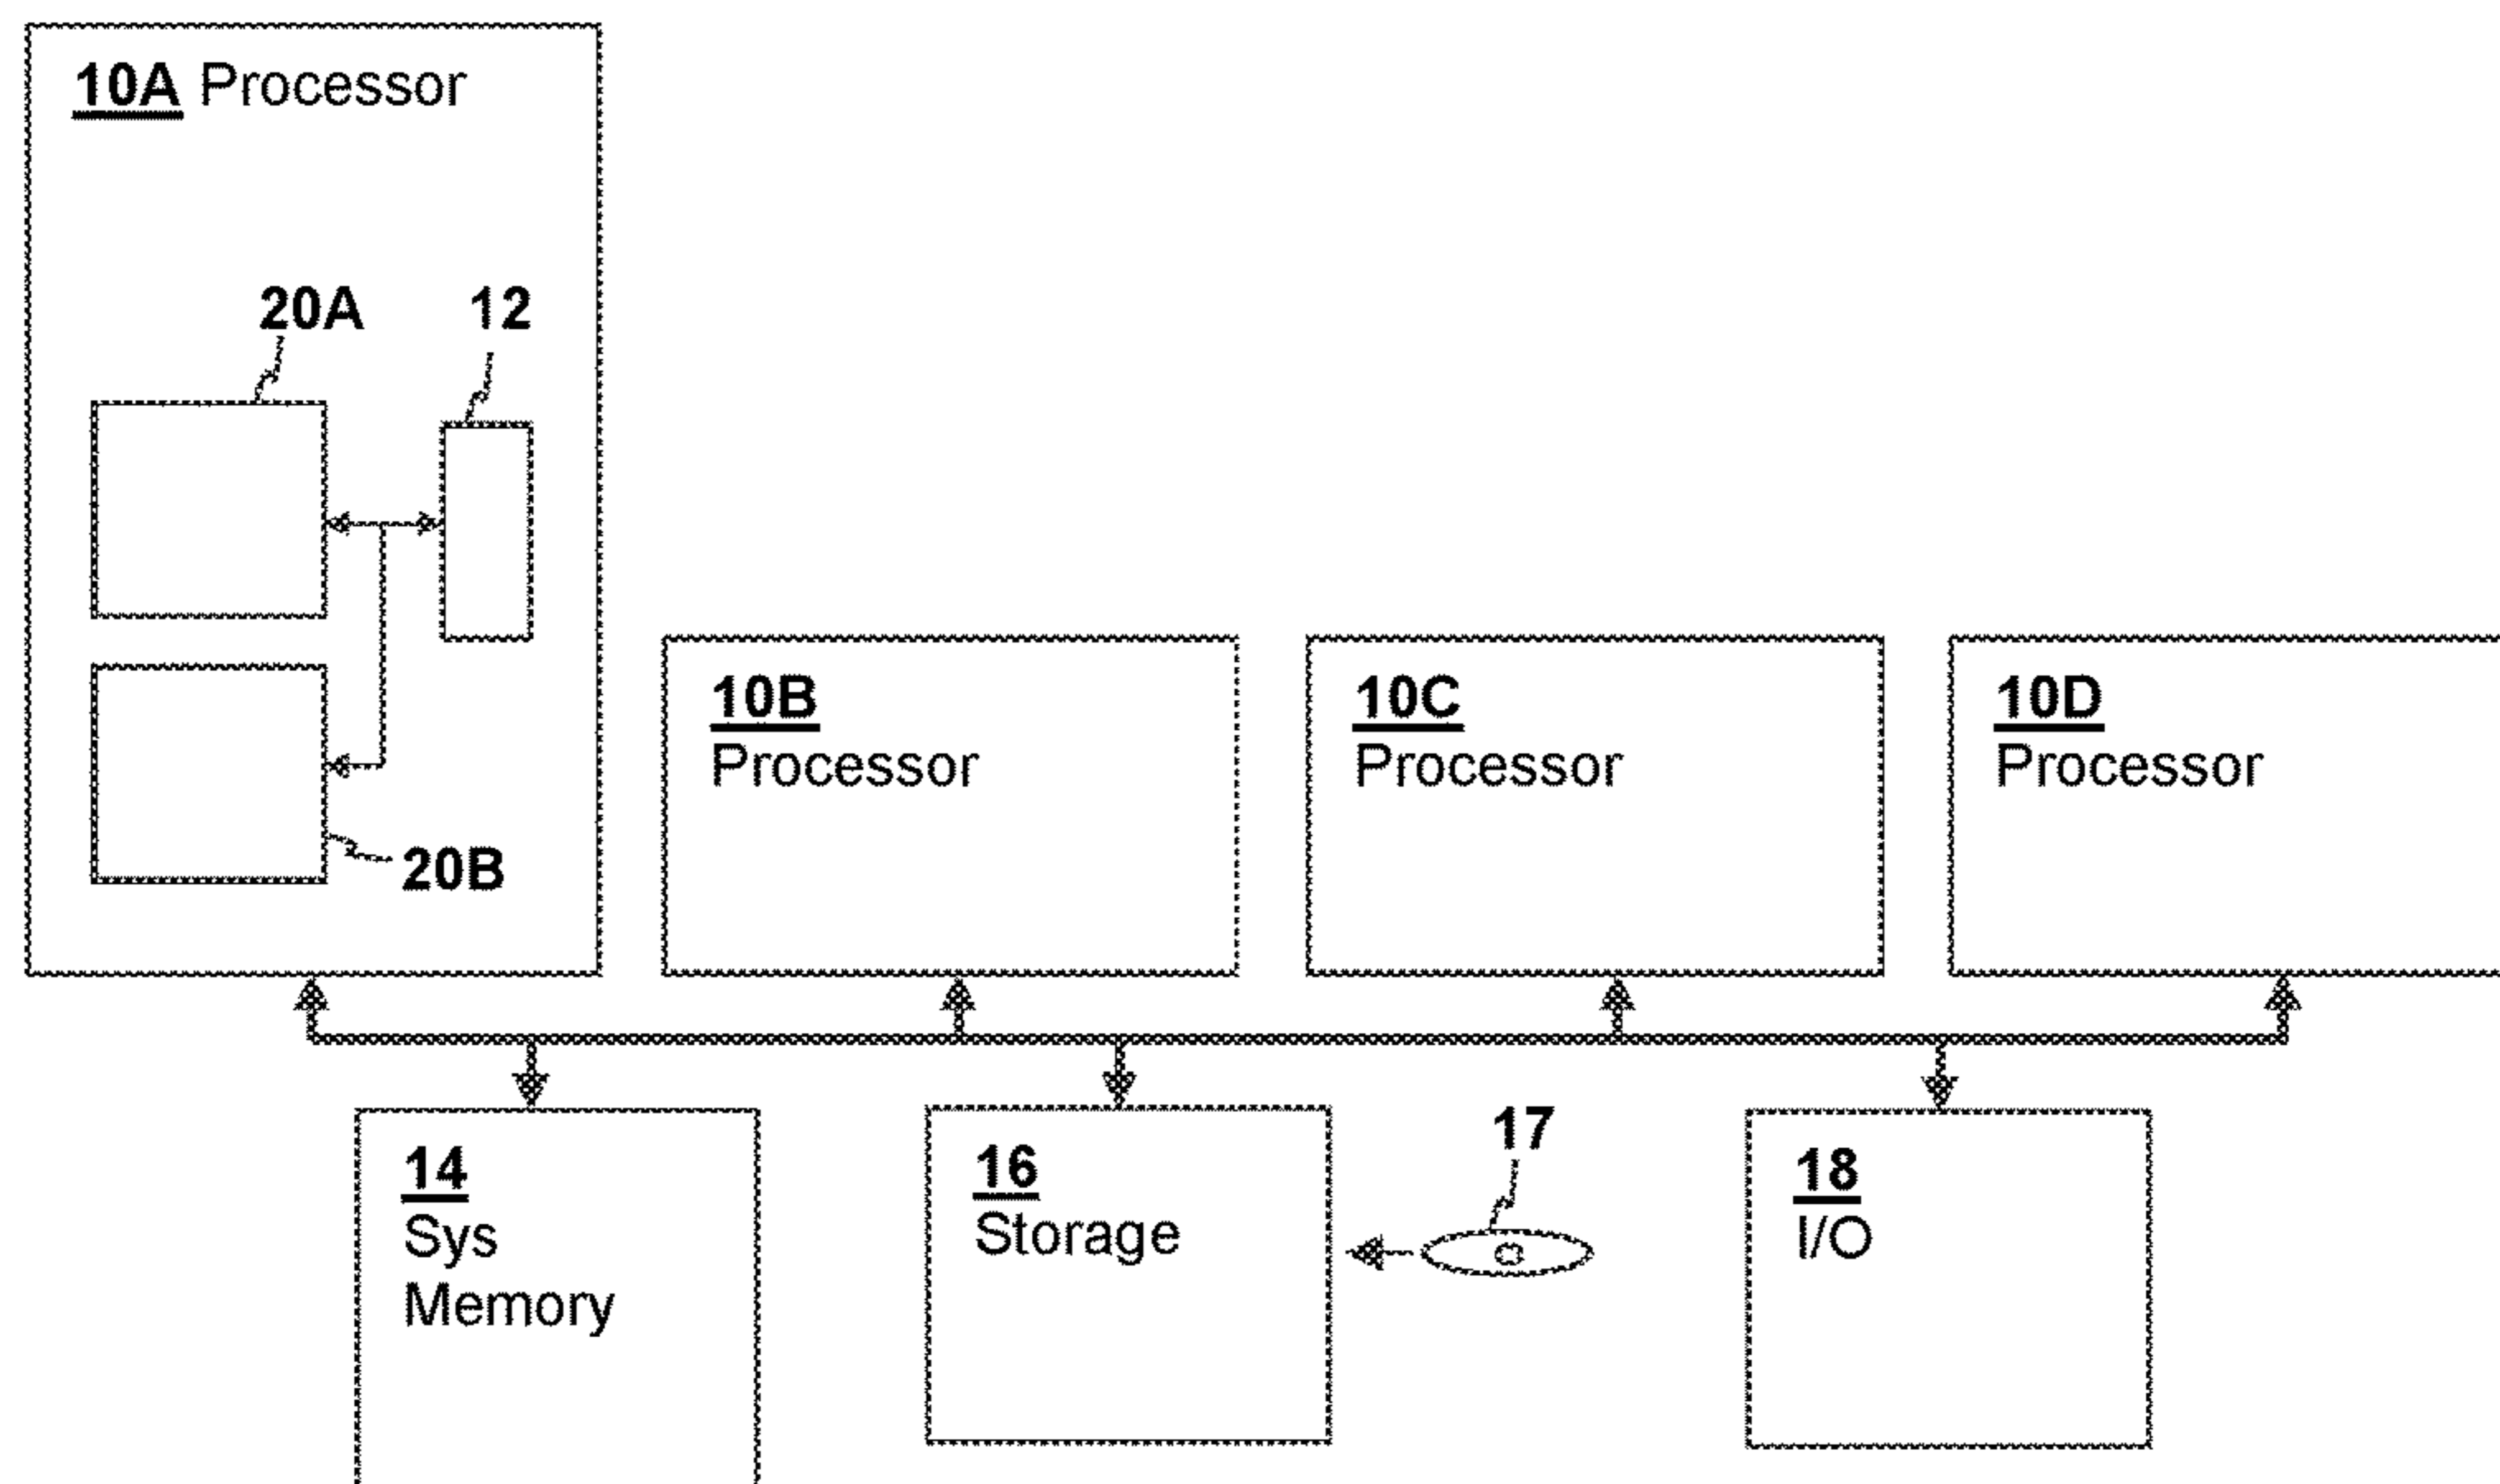 10A Processor
20A
12
20B
10B
Processor
10C
Processor
10D
Processor
14
Sys
Memory
16
Storage
17
18
I/O